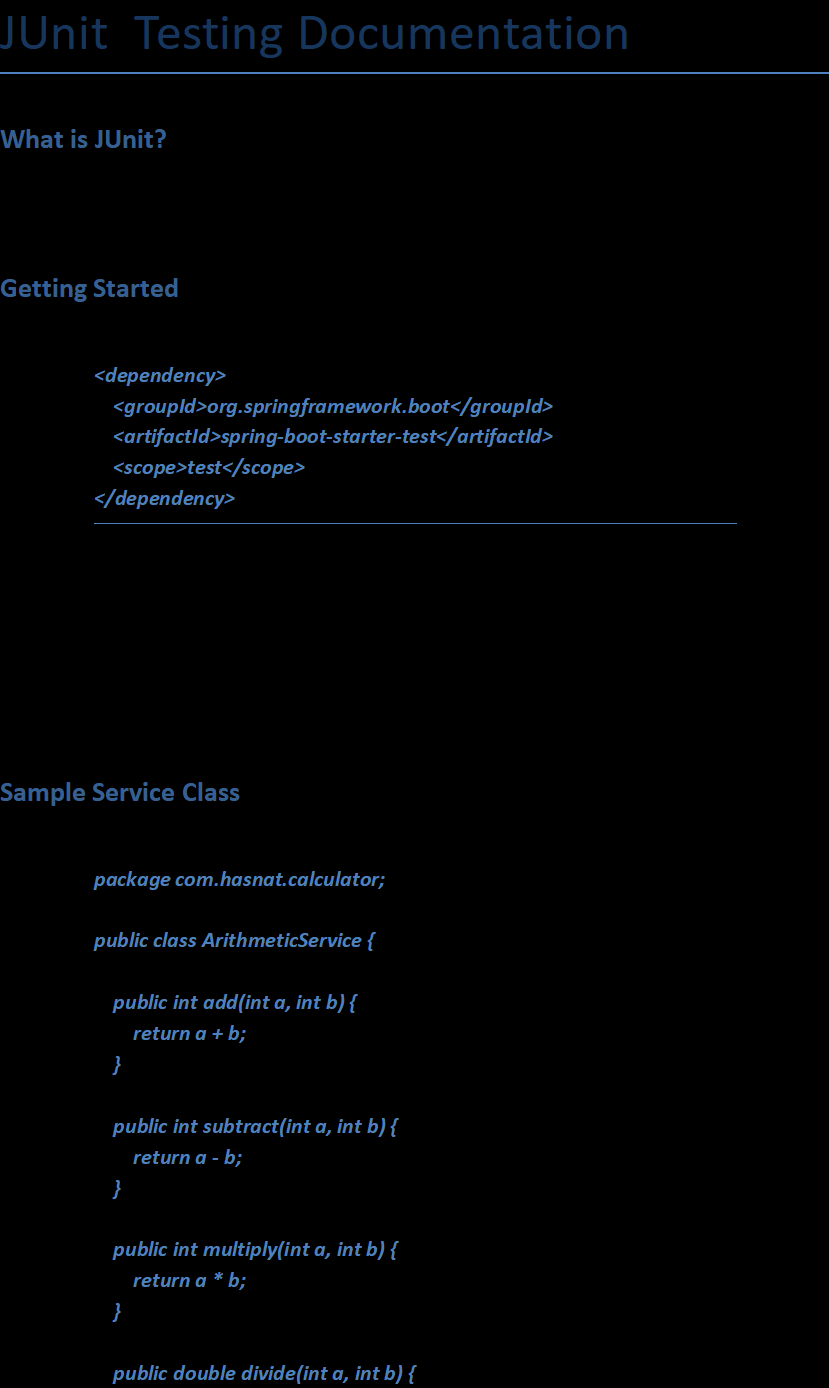 JUnit  Testing Documentation
What is JUnit?
Getting Started
<dependency>
<groupId>org.springframework.boot</groupId>
<artifactId>spring-boot-starter-test</artifactId>
<scope>test</scope>
</dependency>
Sample Service Class
package com.hasnat.calculator;
public class ArithmeticService {
public int add(int a, int b) {
return a + b;
}
public int subtract(int a, int b) {
return a - b;
}
public int multiply(int a, int b) {
return a * b;
}
public double divide(int a, int b) {